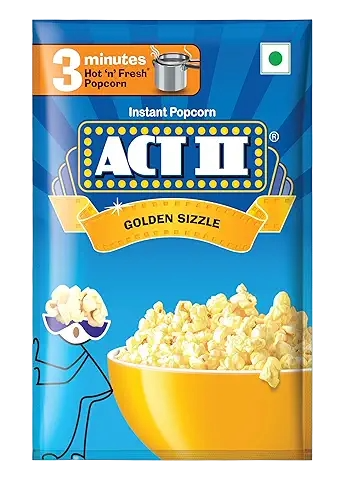 3 minutes
Hot 'n' Fresh*
Popcorn
Instant Popcorn
ACT II®
GOLDEN SIZZLE